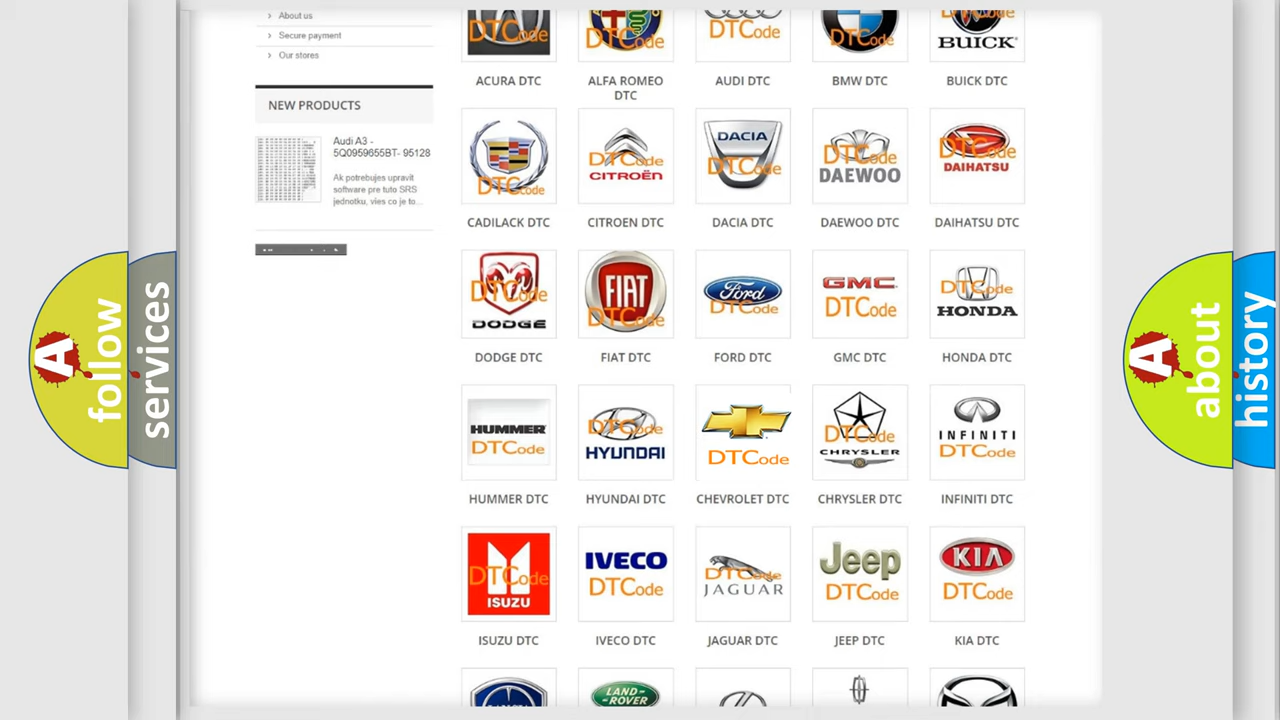 About us
Secure payment
Our stores
NEW PRODUCTS
Audi A3 -
5Q0959655BT- 95128
Ak potrebujes upravit
software pre tuto SRS
jednotku, vies co je to...
DTCode
DTCode
DTCode
DTCode
BUICK
ACURA DTC
ALFA ROMEO
DTC
AUDI DTC
BMW DTC
BUICK DTC
DTCode
DTCode
CITROËN
DACIA
DTCode
DTCode
DAEWOO
DTCode
DAIHATSU
CADILACK DTC
CITROEN DTC
DACIA DTC
DAEWOO DTC
DAIHATSU DTC
DTCode
DODGE
FIAT
DTCode
Ford
DTCode
GMC
DTCode
DTCode
HONDA
DODGE DTC
FIAT DTC
FORD DTC
GMC DTC
HONDA DTC
HUMMER
DTCode
DTCode
HYUNDAI
DTCode
DTCode
CHRYSLER
INFINITI
DTCode
HUMMER DTC
HYUNDAI DTC
CHEVROLET DTC
CHRYSLER DTC
INFINITI DTC
DTCode
ISUZU
IVECO
DTCode
DTCode
JAGUAR
Jeep
DTCode
KIA
DTCode
ISUZU DTC
IVECO DTC
JAGUAR DTC
JEEP DTC
KIA DTC
LAND-
ROVER
A
follow
services
A
about
history